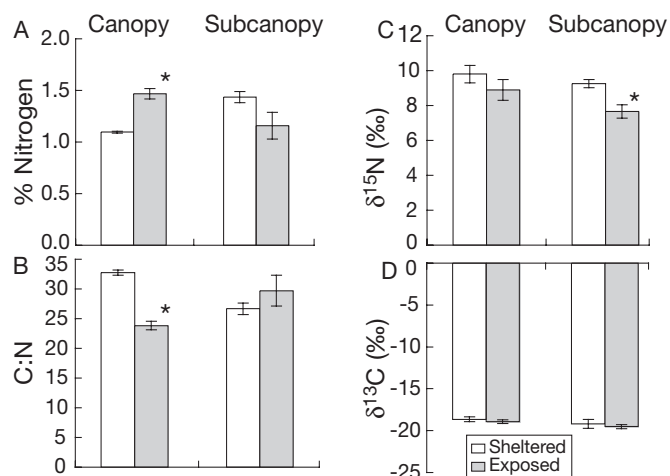 A Canopy Subcanopy
2.0
1.5
1.0
0.5
0.0
% Nitrogen
*
B
35
30
25
20
15
10
5
0
C:N
*
C Canopy Subcanopy
12
10
8
6
4
2
0
δ15N (‰)
*
D
0
-5
-10
-15
-20
-25
δ13C (‰)
Sheltered
Exposed